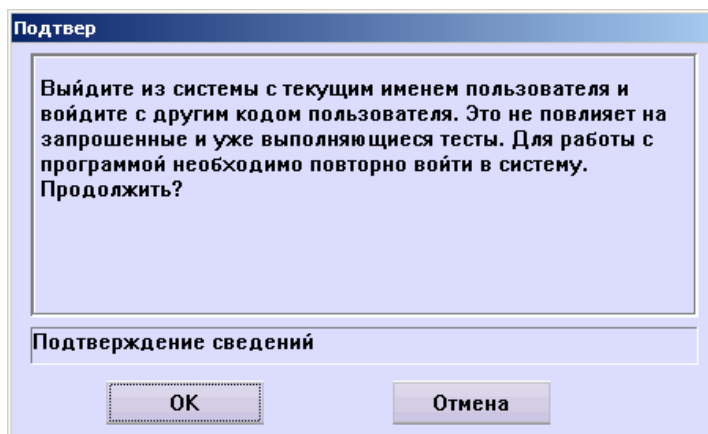 Подтвер
Выйдите из системы с текущим именем пользователя и
войдите с другим кодом пользователя. Это не повлияет на
запрошенные и уже выполняющиеся тесты. Для работы с
программой необходимо повторно войти в систему.
Продолжить?
Подтверждение сведений
OK
Отмена